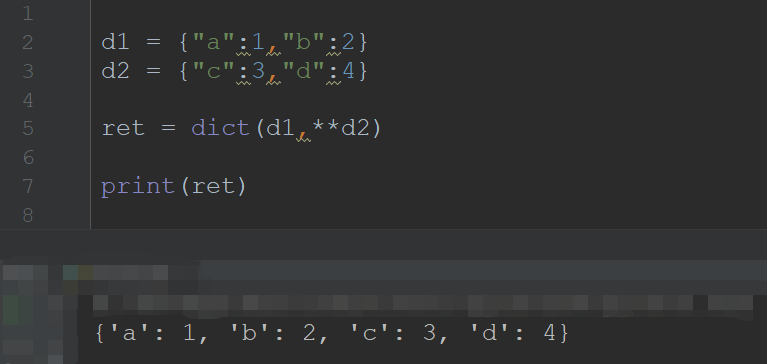 1
2 d1 = {"a":1,"b":2}
3 d2 = {"c":3,"d":4}
4
5 ret = dict(d1,**d2)
6
7 print(ret)
8
{'a': 1, 'b': 2, 'c': 3, 'd': 4}